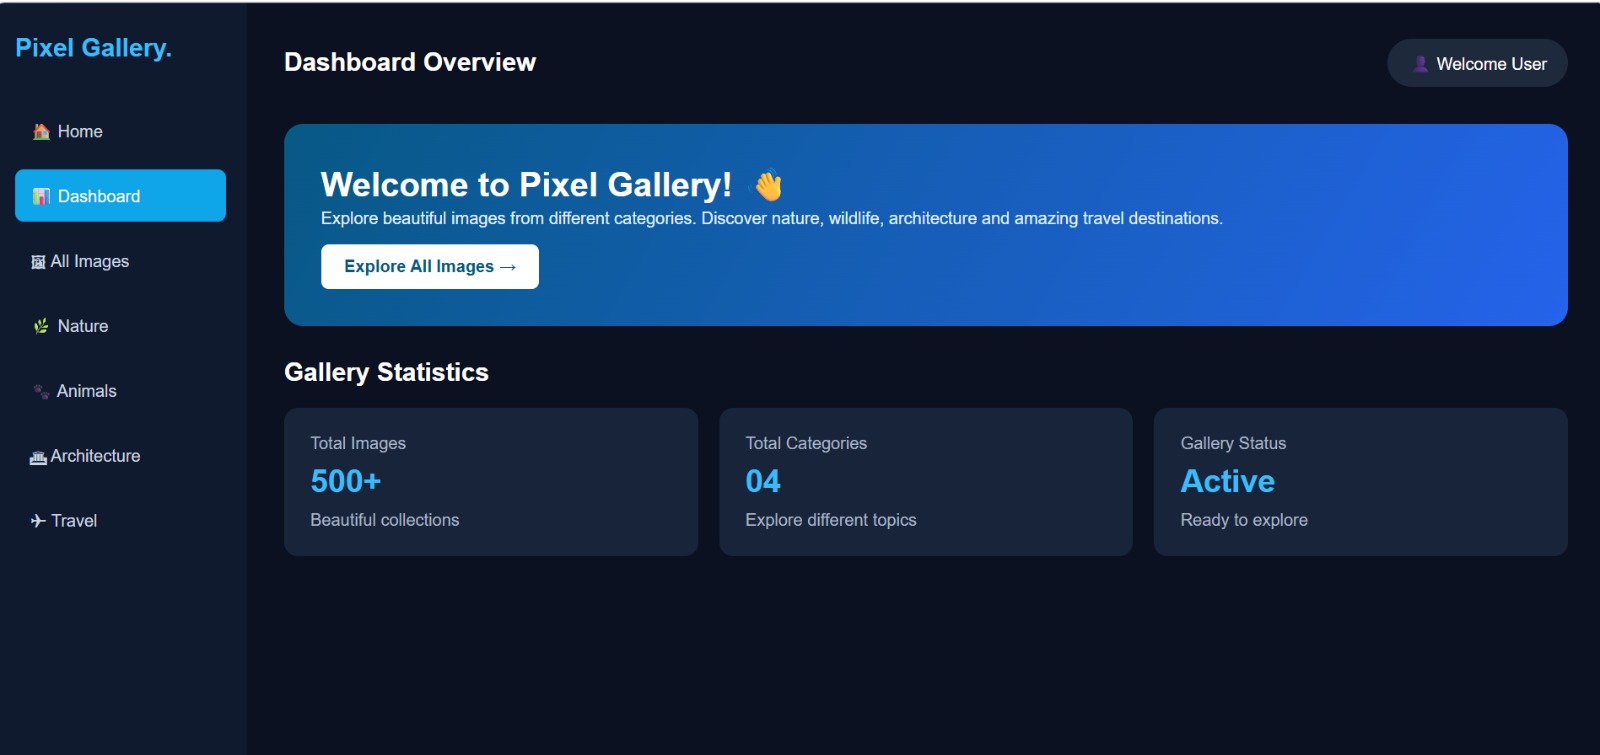 Pixel Gallery.
Home
Dashboard
All Images
Nature
Animals
Architecture
Travel
Dashboard Overview
Welcome User
Welcome to Pixel Gallery! 👋
Explore beautiful images from different categories. Discover nature, wildlife, architecture and amazing travel destinations.
Explore All Images →
Gallery Statistics
Total Images
500+
Beautiful collections
Total Categories
04
Explore different topics
Gallery Status
Active
Ready to explore